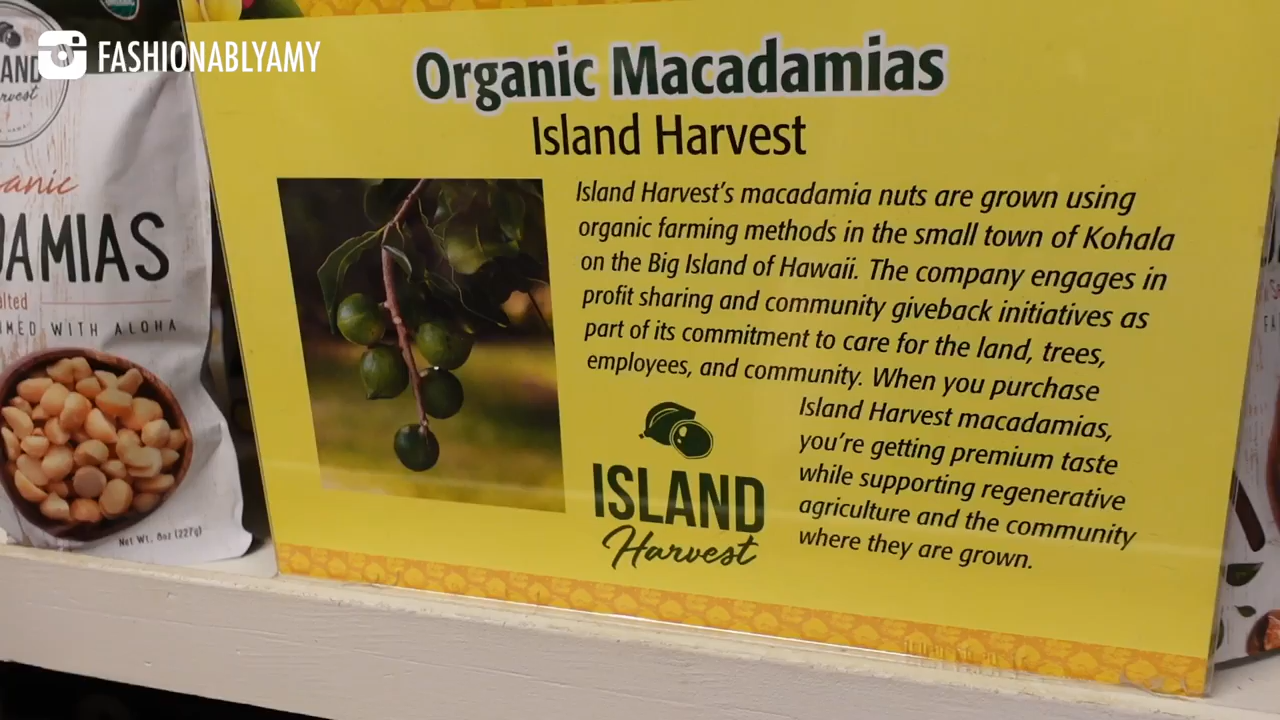 FASHIONABLYAMY
Organic Macadamias
Island Harvest
Island Harvest's macadamia nuts are grown using
organic farming methods in the small town of Kohala
on the Big Island of Hawaii. The company engages in
profit sharing and community giveback initiatives as
part of its commitment to care for the land, trees,
employees, and community. When you purchase
Island Harvest macadamias,
you're getting premium taste
while supporting regenerative
agriculture and the community
where they are grown.
ISLAND
Harvest
AND
rvest
anic
DAMIAS
alted
MED WITH ALOHA
Net Wt. 8oz (227g)